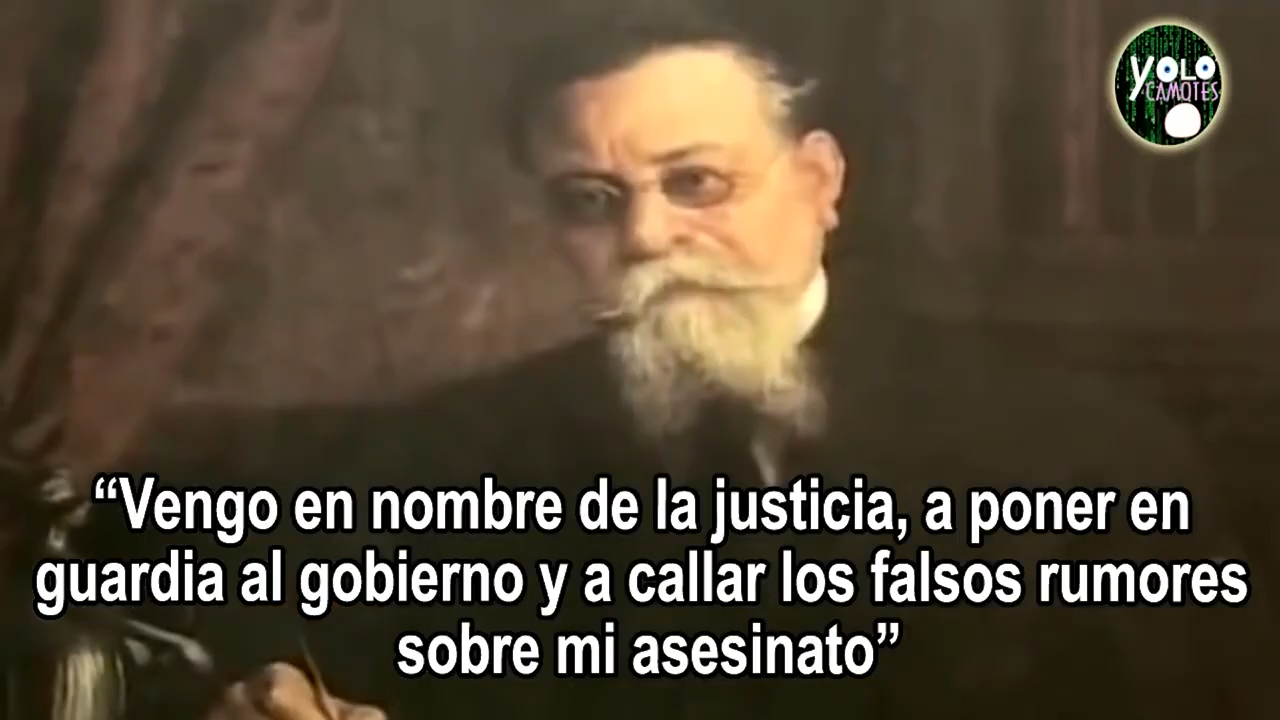 YOLO
CAMOTES
“Vengo en nombre de la justicia, a poner en
guardia al gobierno y a callar los falsos rumores
sobre mi asesinato”